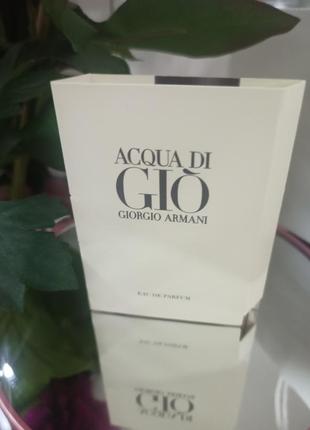 ACQUA DI
GIÒ
GIORGIO ARMANI
EAU DE PARFUM